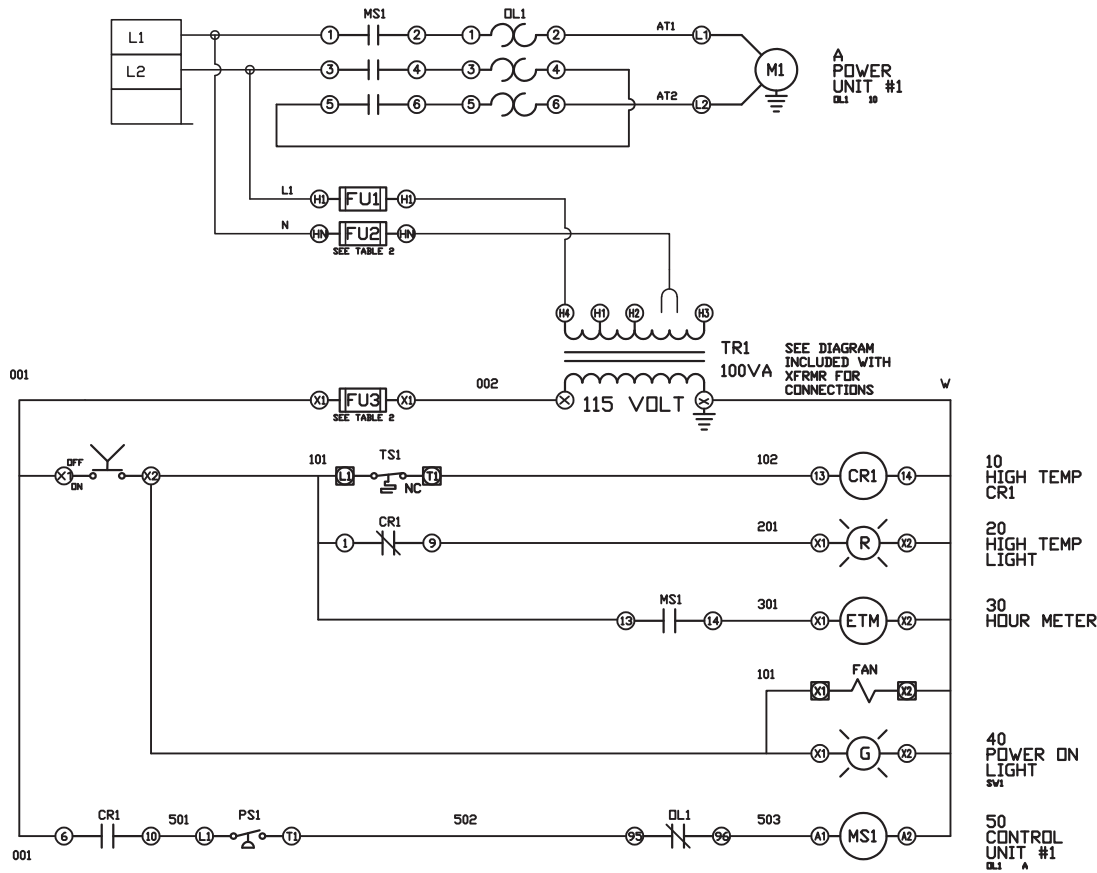 MS1 OL1
L1 1 2 1 2 AT1 L1
L2 3 4 3 4 M1
5 6 5 6 AT2 L2
A
POWER
UNIT #1
OL1 10
L1 H1 FU1 H1
N HN FU2 HN
SEE TABLE 2
H4 H1 H2 H3
TR1
100VA
SEE DIAGRAM
INCLUDED WITH
XFRMR FOR
CONNECTIONS
001 002 W
X1 FU3 X1 X 115 VOLT X
SEE TABLE 2
OFF 101 TS1 102
X1 X2 L1 T1 13 CR1 14
ON NC
10
HIGH TEMP
CR1
CR1 201
1 9 X1 R X2
20
HIGH TEMP
LIGHT
MS1 301
13 14 X1 ETM X2
30
HOUR METER
101 FAN
X1 X2
X1 G X2
40
POWER ON
LIGHT
SW1
CR1 501 PS1 502 OL1 503
6 10 L1 T1 95 96 A1 MS1 A2
001
50
CONTROL
UNIT #1
OL1 A